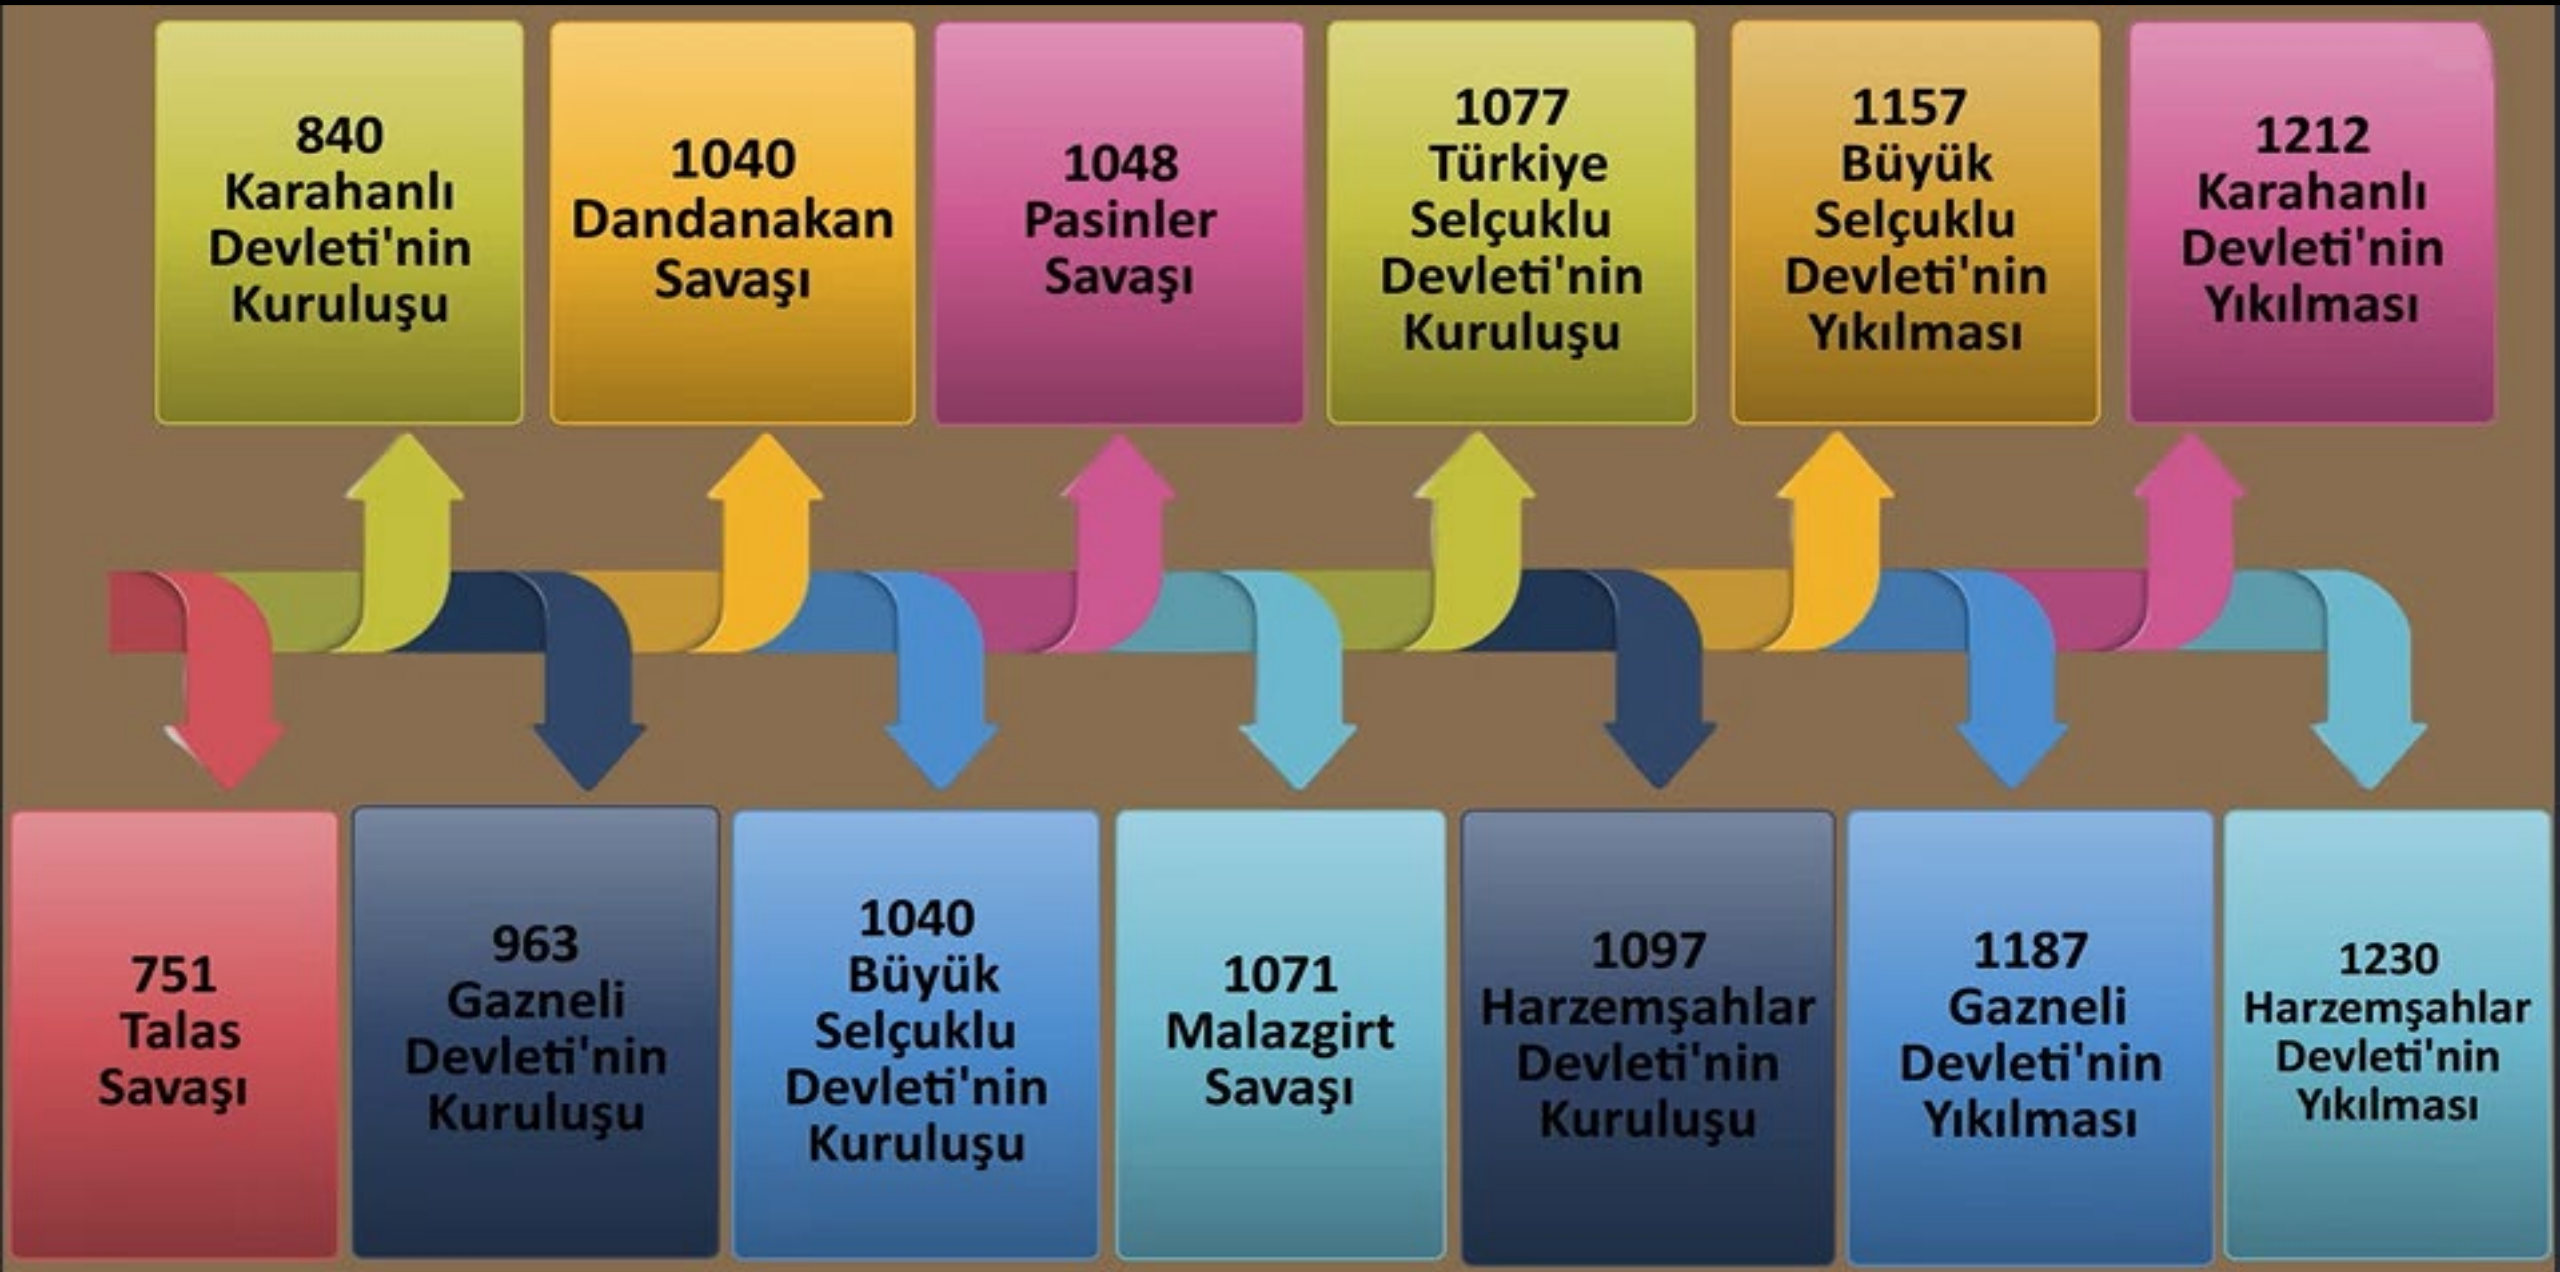 840
Karahanlı
Devleti'nin
Kuruluşu
1040
Dandanakan
Savaşı
1048
Pasinler
Savaşı
1077
Türkiye
Selçuklu
Devleti'nin
Kuruluşu
1157
Büyük
Selçuklu
Devleti'nin
Yıkılması
1212
Karahanlı
Devleti'nin
Yıkılması
751
Talas
Savaşı
963
Gazneli
Devleti'nin
Kuruluşu
1040
Büyük
Selçuklu
Devleti'nin
Kuruluşu
1071
Malazgirt
Savaşı
1097
Harzemşahlar
Devleti'nin
Kuruluşu
1187
Gazneli
Devleti'nin
Yıkılması
1230
Harzemşahlar
Devleti'nin
Yıkılması